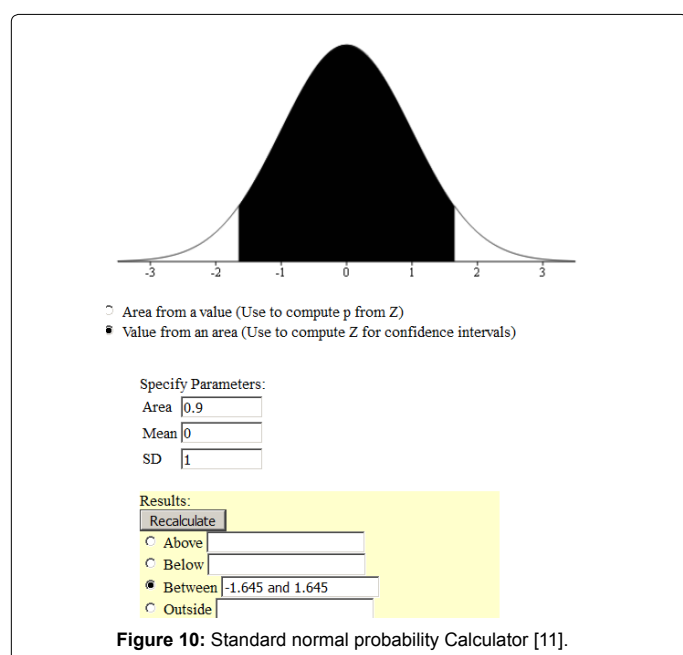 -3 -2 -1 0 1 2 3
Area from a value (Use to compute p from Z)
Value from an area (Use to compute Z for confidence intervals)
Specify Parameters:
Area 0.9
Mean 0
SD 1
Results:
Recalculate
Above
Below
Between -1.645 and 1.645
Outside
Figure 10: Standard normal probability Calculator [11].